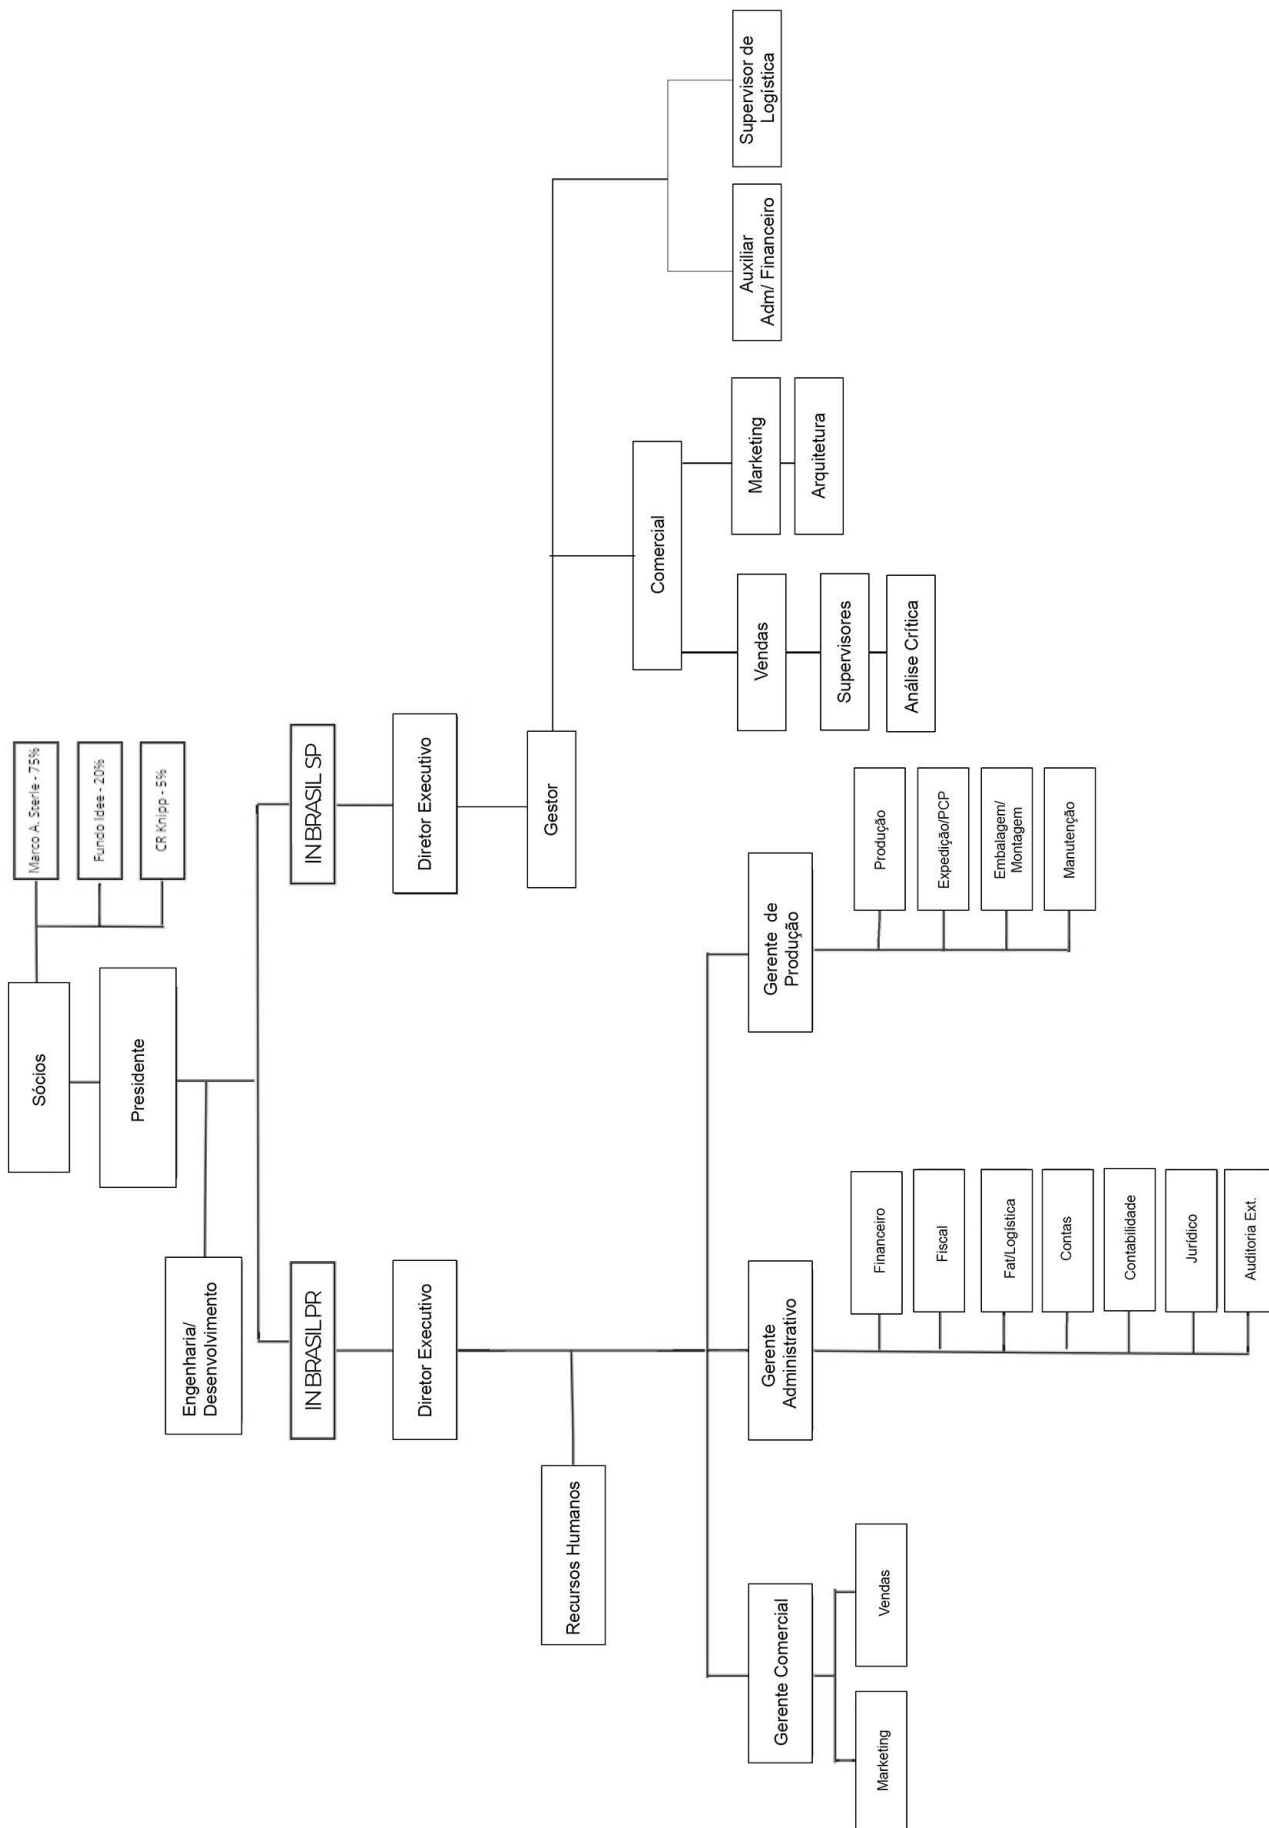 Sócios
Marco A. Sterle - 75%
Fundo Idee - 20%
CR Knipp - 5%
Presidente
Engenharia/
Desenvolvimento
IN BRASIL PR
IN BRASIL SP
Diretor Executivo
Diretor Executivo
Recursos Humanos
Gestor
Comercial
Gerente Comercial
Gerente
Administrativo
Gerente de
Produção
Vendas
Marketing
Auxiliar
Adm/ Financeiro
Supervisor de
Logística
Supervisores
Arquitetura
Análise Crítica
Marketing
Vendas
Financeiro
Fiscal
Fat/Logística
Contas
Contabilidade
Jurídico
Auditoria Ext.
Produção
Expedição/PCP
Embalagem/
Montagem
Manutenção